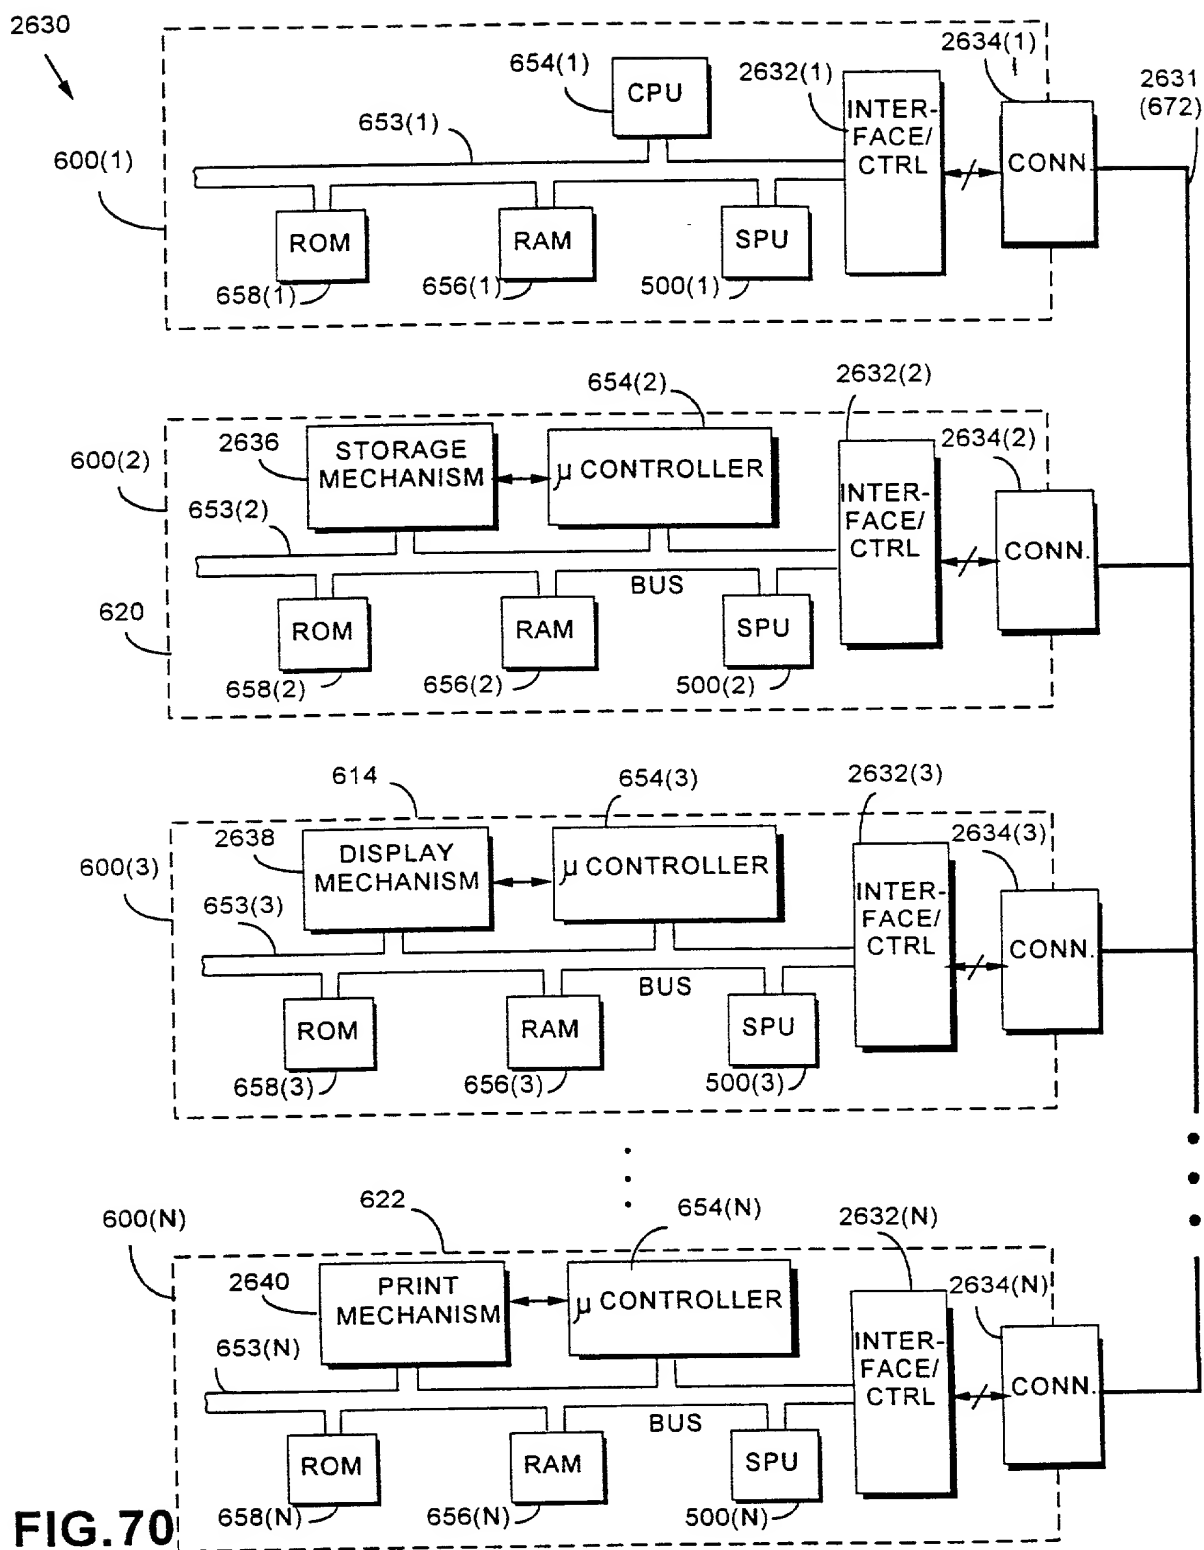 2630
2634(1)
654(1)
2632(1)
2631
(672)
CPU
INTER-
FACE/
CTRL
653(1)
600(1)
CONN.
ROM
RAM
SPU
658(1)
656(1)
500(1)
654(2)
2632(2)
2636
STORAGE
MECHANISM
µ CONTROLLER
2634(2)
600(2)
653(2)
INTER-
FACE/
CTRL
CONN.
BUS
620
ROM
RAM
SPU
658(2)
656(2)
500(2)
614
654(3)
2632(3)
2638
DISPLAY
MECHANISM
µ CONTROLLER
2634(3)
600(3)
653(3)
INTER-
FACE/
CTRL
CONN.
BUS
ROM
RAM
SPU
658(3)
656(3)
500(3)
622
654(N)
2632(N)
600(N)
2640
PRINT
MECHANISM
µ CONTROLLER
2634(N)
653(N)
INTER-
FACE/
CTRL
CONN.
BUS
ROM
RAM
SPU
658(N)
656(N)
500(N)
FIG.70